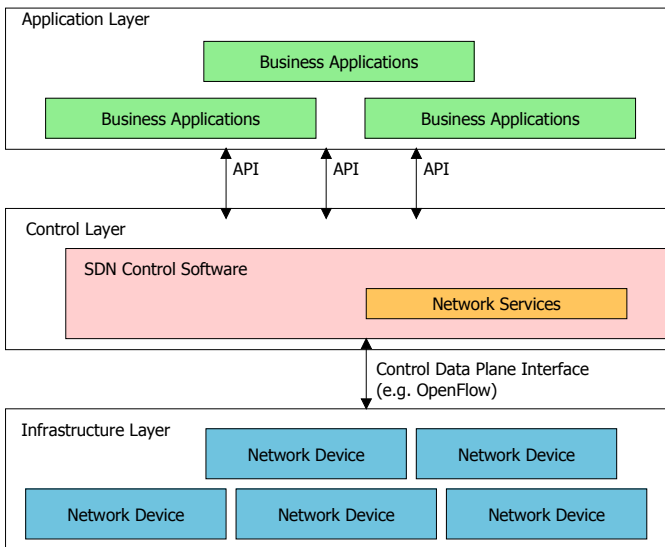 Application Layer
Business Applications
Business Applications
Business Applications
API
API
API
Control Layer
SDN Control Software
Network Services
Control Data Plane Interface
(e.g. OpenFlow)
Infrastructure Layer
Network Device
Network Device
Network Device
Network Device
Network Device